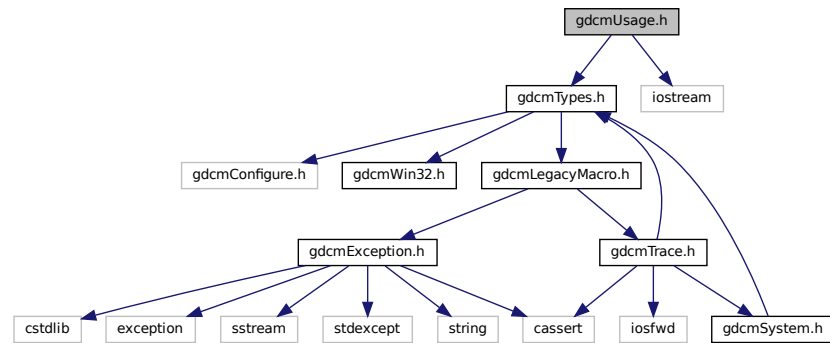 gdcmUsage.h
gdcmTypes.h
iostream
gdcmConfigure.h
gdcmWin32.h
gdcmLegacyMacro.h
gdcmException.h
gdcmTrace.h
cstdlib
exception
sstream
stdexcept
string
cassert
iosfwd
gdcmSystem.h